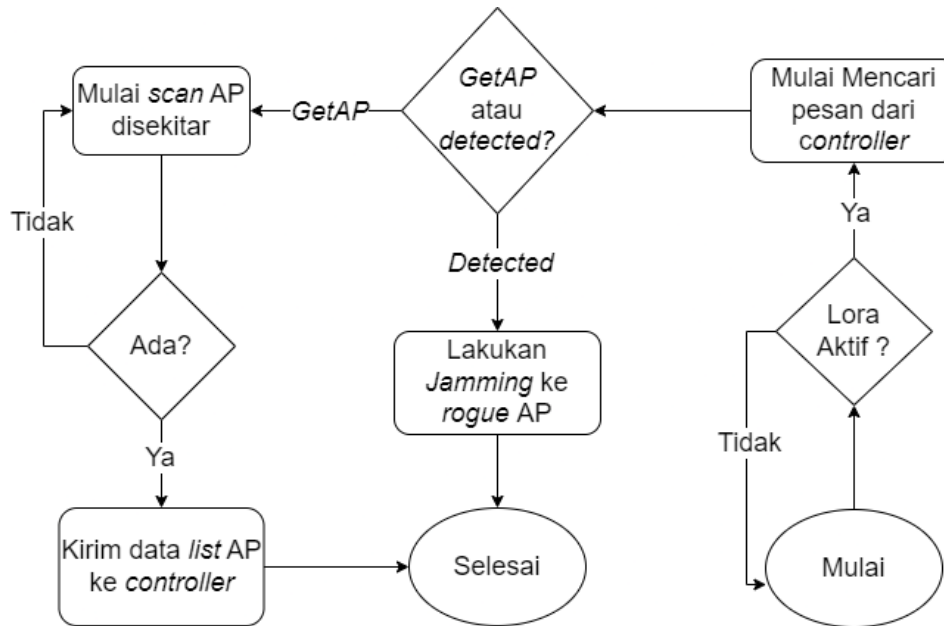 Mulai scan AP
disekitar
GetAP
GetAP
atau
detected?
Mulai Mencari
pesan dari
controller
Tidak
Ya
Detected
Ada?
Lora
Aktif ?
Lakukan
Jamming ke
rogue AP
Tidak
Ya
Kirim data list AP
ke controller
Selesai
Mulai